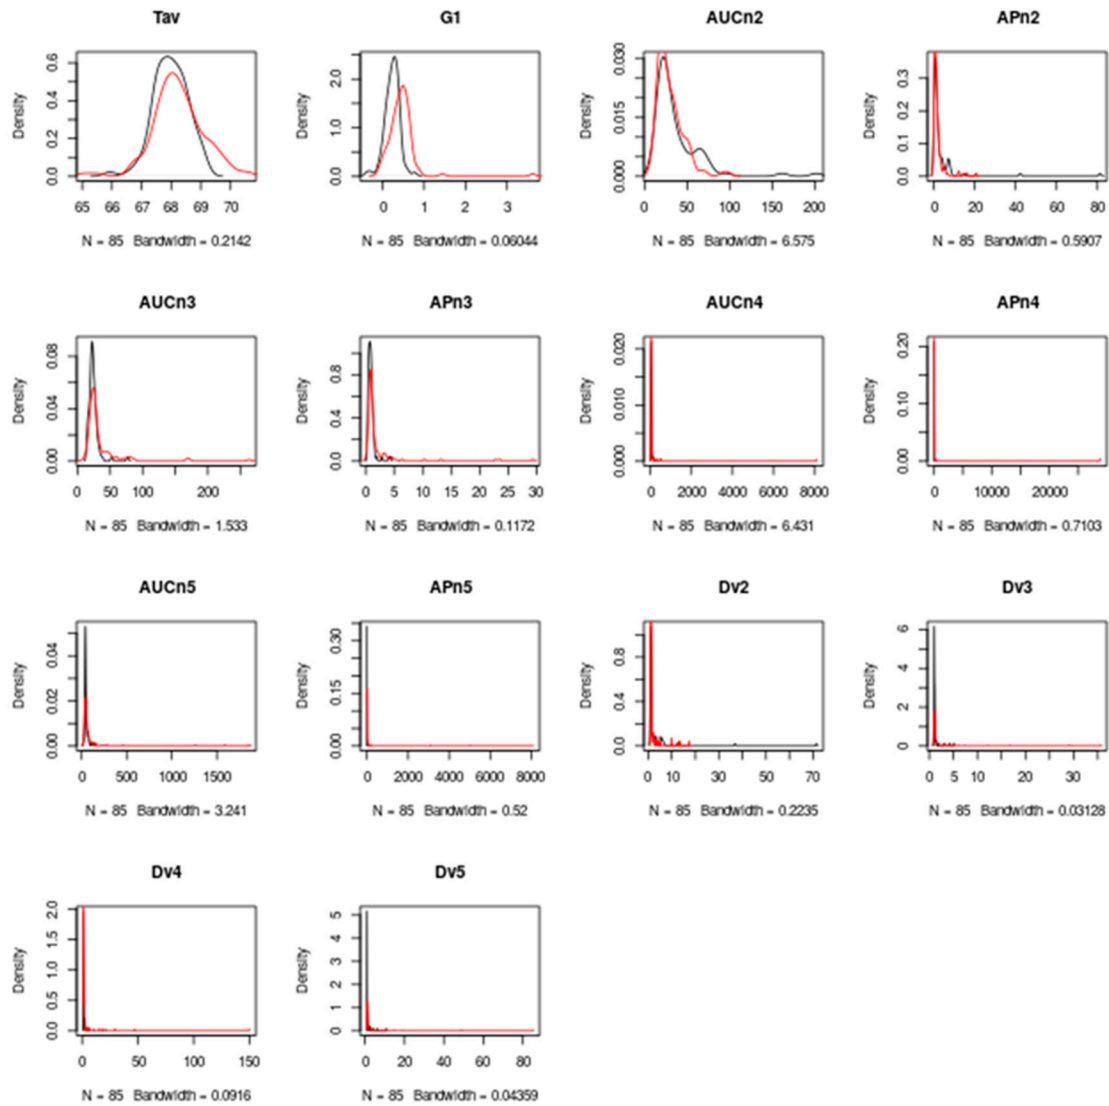 Tav G1 AUCn2 APn2
Density 0.0 0.2 0.4 0.6 Density 0.0 1.0 2.0 Density 0.000 0.015 0.030 Density 0.0 0.1 0.2 0.3
65 66 67 68 69 70 0 1 2 3 0 50 100 150 200 0 20 40 60 80
N = 85 Bandwidth = 0.2142 N = 85 Bandwidth = 0.06044 N = 85 Bandwidth = 6.575 N = 85 Bandwidth = 0.5907
AUCn3 APn3 AUCn4 APn4
Density 0.00 0.04 0.08 Density 0.0 0.4 0.8 Density 0.000 0.010 0.020 Density 0.00 0.10 0.20
0 50 100 200 0 5 10 15 20 25 30 0 2000 4000 6000 8000 0 10000 20000
N = 85 Bandwidth = 1.533 N = 85 Bandwidth = 0.1172 N = 85 Bandwidth = 6.431 N = 85 Bandwidth = 0.7103
AUCn5 APn5 Dv2 Dv3
Density 0.00 0.02 0.04 Density 0.00 0.15 0.30 Density 0.0 0.4 0.8 Density 0 2 4 6
0 500 1000 1500 0 2000 4000 6000 8000 0 10 30 50 70 0 5 10 20 30
N = 85 Bandwidth = 3.241 N = 85 Bandwidth = 0.52 N = 85 Bandwidth = 0.2235 N = 85 Bandwidth = 0.03128
Dv4 Dv5
Density 0.0 0.5 1.0 1.5 2.0 Density 0 1 2 3 4 5
0 50 100 150 0 20 40 60 80
N = 85 Bandwidth = 0.0916 N = 85 Bandwidth = 0.04359